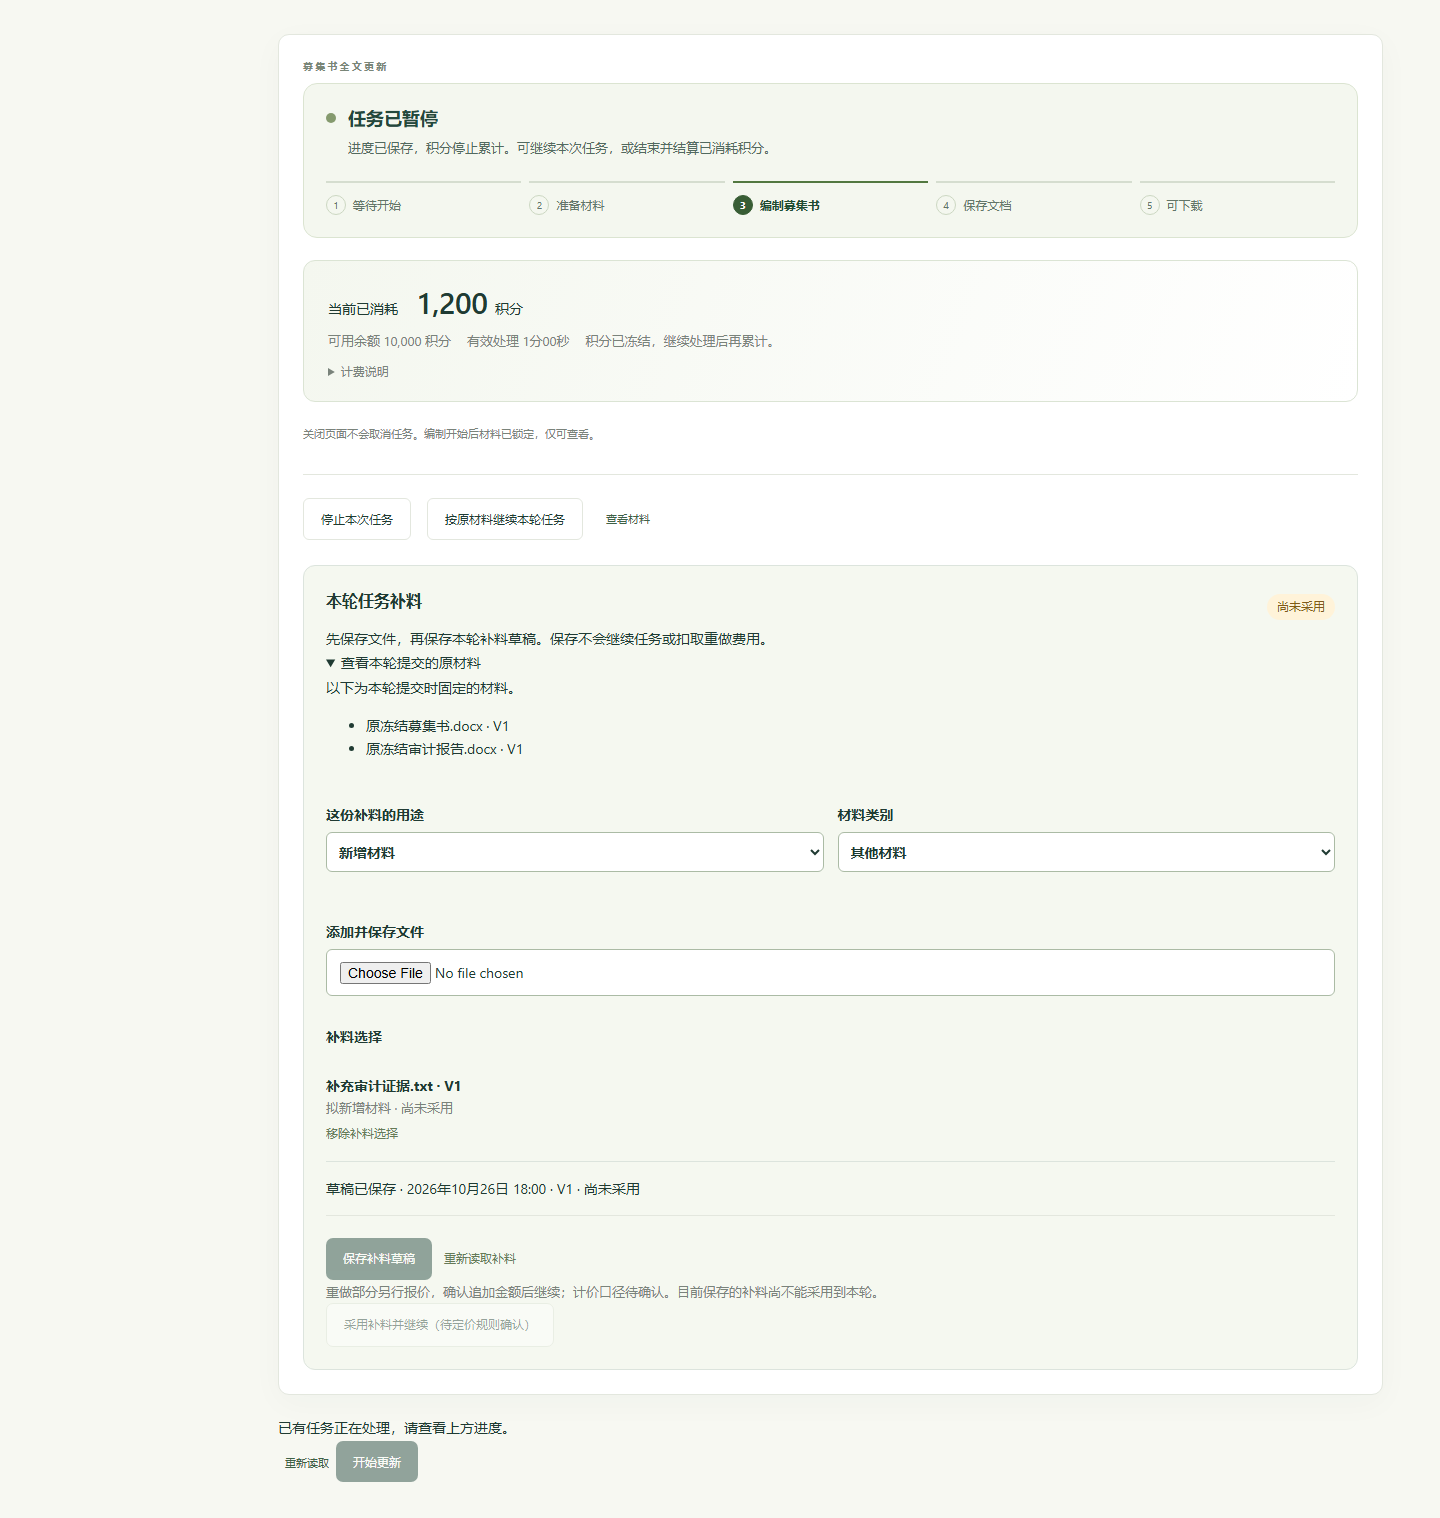 募集书全文更新
任务已暂停
进度已保存，积分停止累计。可继续本次任务，或结束并结算已消耗积分。
1 等待开始
2 准备材料
3 编制募集书
4 保存文档
5 可下载
当前已消耗 1,200 积分
可用余额 10,000 积分 有效处理 1分00秒 积分已冻结，继续处理后再累计。
▶ 计费说明
关闭页面不会取消任务。编制开始后材料已锁定，仅可查看。
停止本次任务 按原材料继续本轮任务 查看材料
本轮任务补料
尚未采用
先保存文件，再保存本轮补料草稿。保存不会继续任务或扣取重做费用。
▼ 查看本轮提交的原材料
以下为本轮提交时固定的材料。
• 原冻结募集书.docx · V1
• 原冻结审计报告.docx · V1
这份补料的用途 材料类别
新增材料 其他材料
添加并保存文件
Choose File No file chosen
补料选择
补充审计证据.txt · V1
拟新增材料 · 尚未采用
移除补料选择
草稿已保存 · 2026年10月26日 18:00 · V1 · 尚未采用
保存补料草稿 重新读取补料
重做部分另行报价，确认追加金额后继续；计价口径待确认。目前保存的补料尚不能采用到本轮。
采用补料并继续（待定价规则确认）
已有任务正在处理，请查看上方进度。
重新读取 开始更新